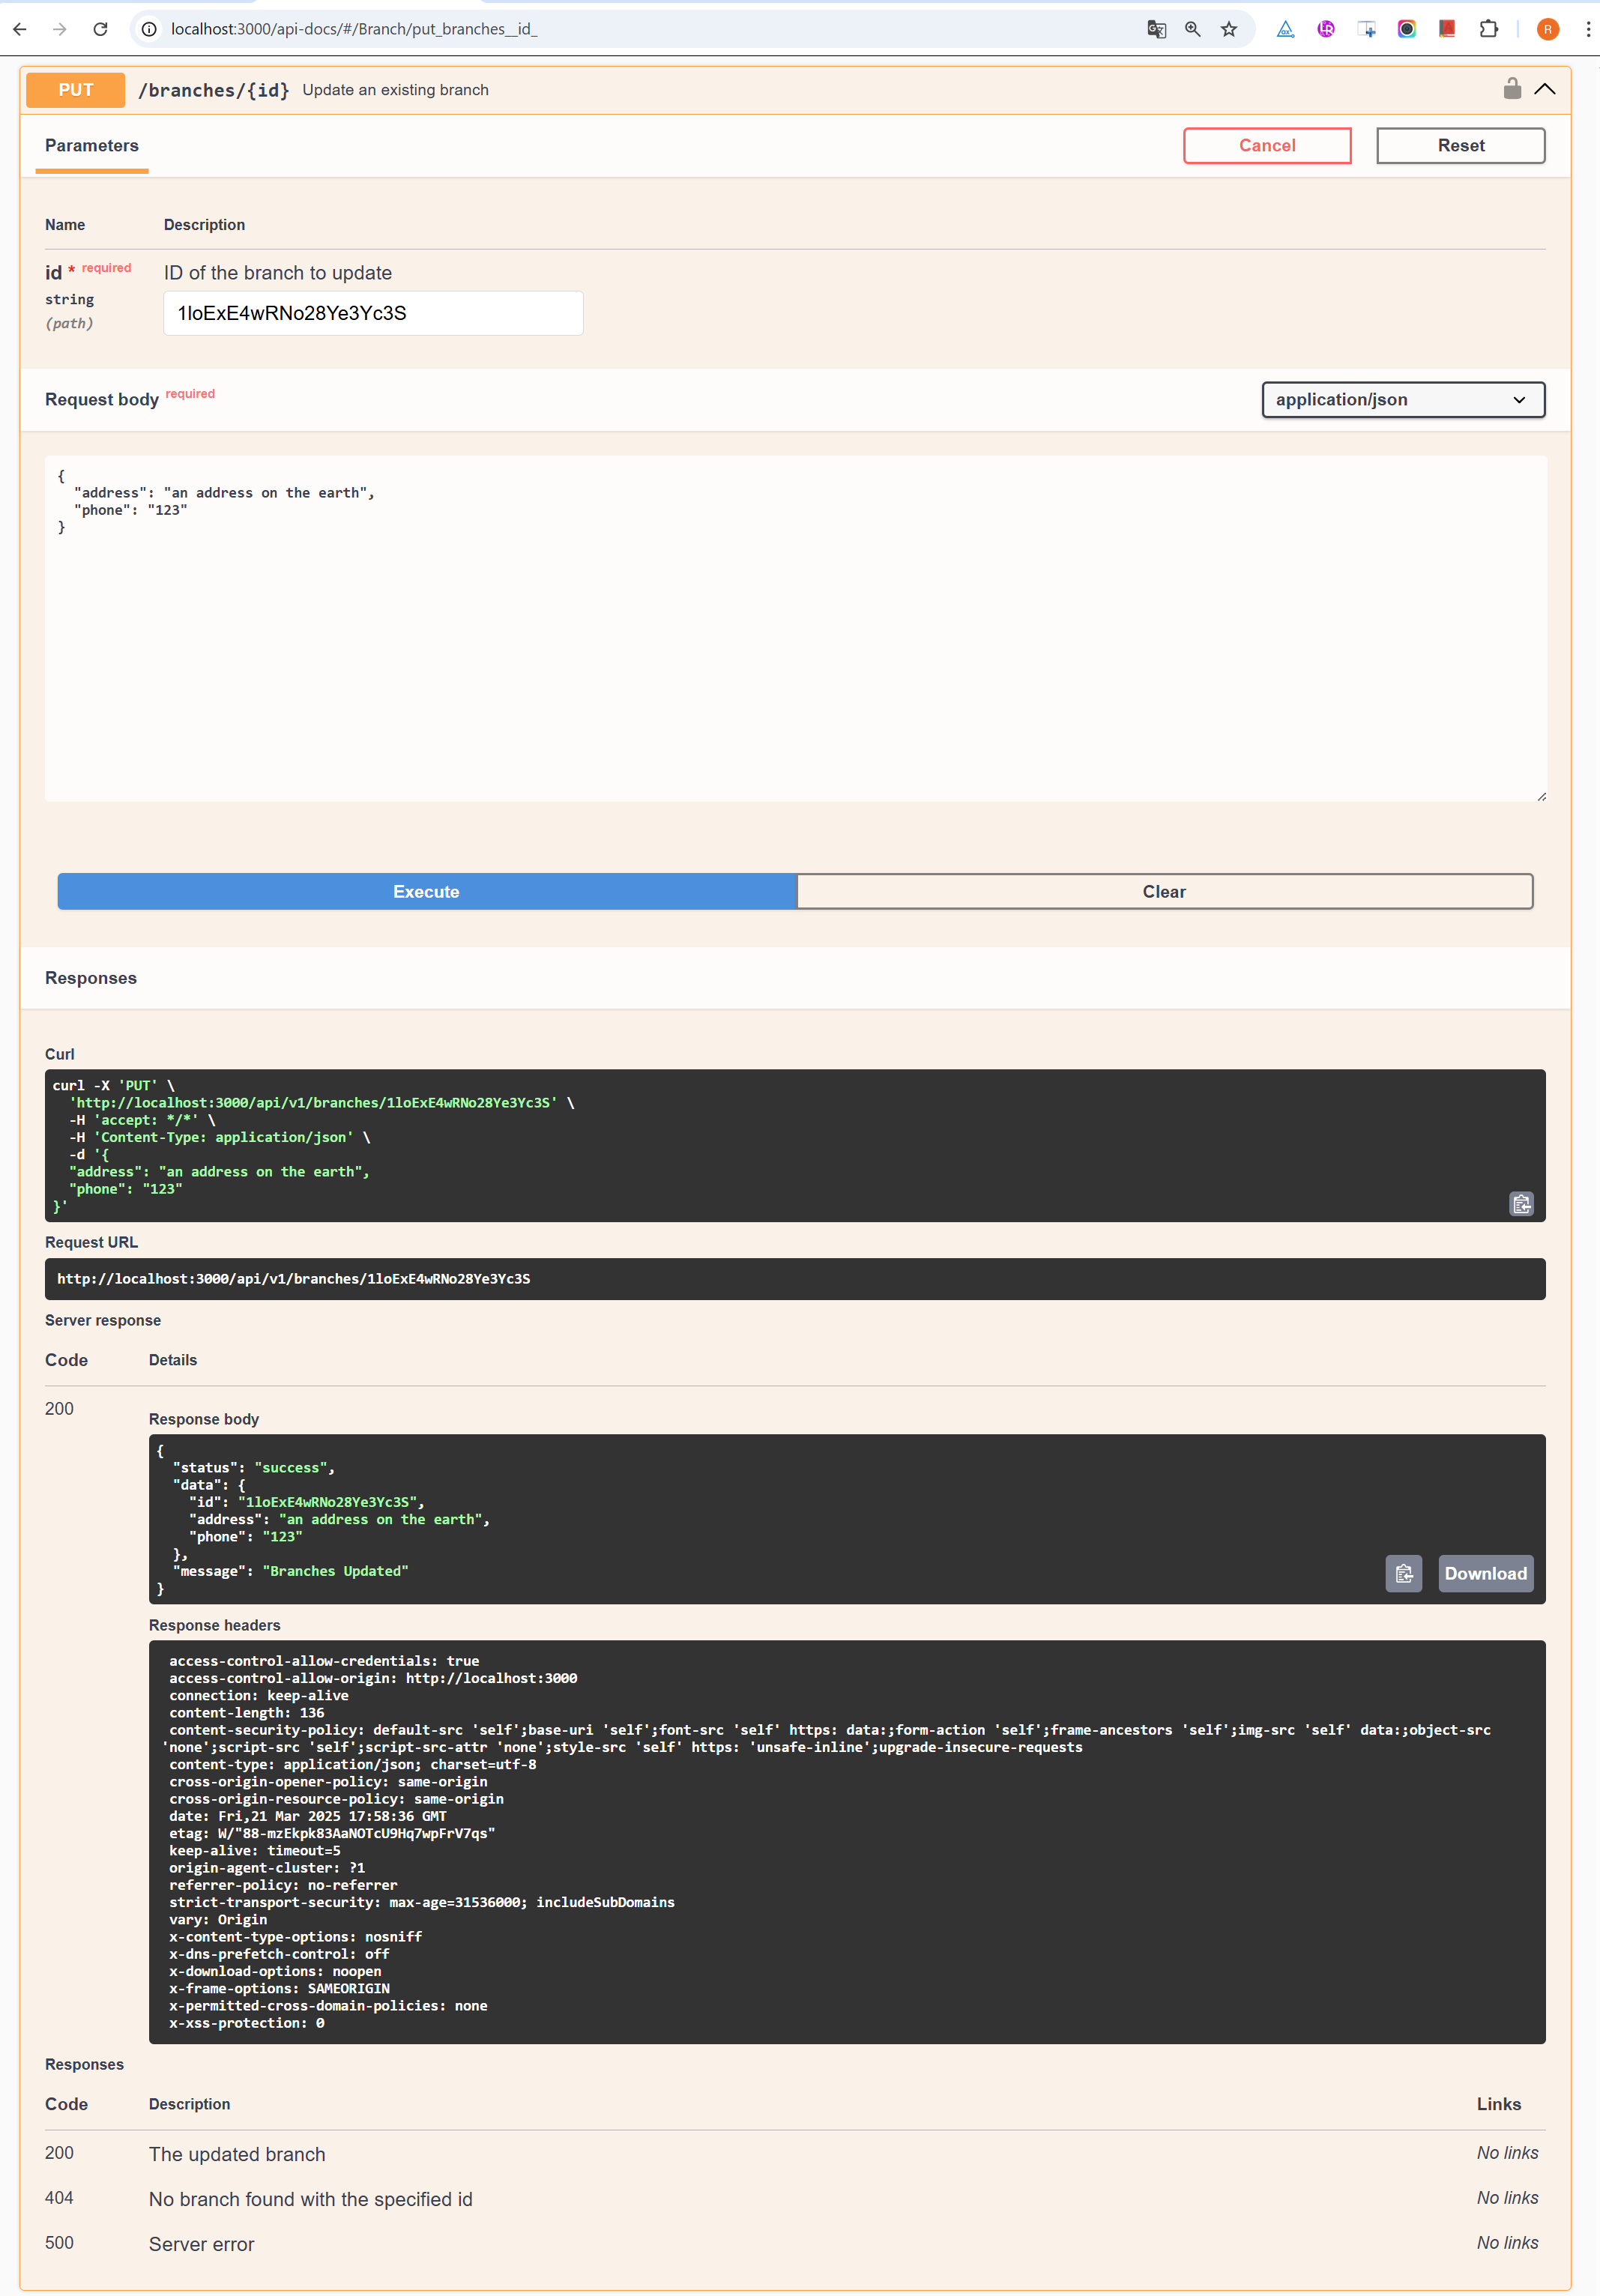 localhost:3000/api-docs/#/Branch/put_branches__id_
R
PUT /branches/{id} Update an existing branch
Parameters
Cancel
Reset
Name Description
id * required
string
(path)
ID of the branch to update
1loExE4wRNo28Ye3Yc3S
Request body required
application/json
{
  "address": "an address on the earth",
  "phone": "123"
}
Execute
Clear
Responses
Curl
curl -X 'PUT' \
  'http://localhost:3000/api/v1/branches/1loExE4wRNo28Ye3Yc3S' \
  -H 'accept: */*' \
  -H 'Content-Type: application/json' \
  -d '{
  "address": "an address on the earth",
  "phone": "123"
}'
Request URL
http://localhost:3000/api/v1/branches/1loExE4wRNo28Ye3Yc3S
Server response
Code Details
200
Response body
{
  "status": "success",
  "data": {
    "id": "1loExE4wRNo28Ye3Yc3S",
    "address": "an address on the earth",
    "phone": "123"
  },
  "message": "Branches Updated"
}
Download
Response headers
access-control-allow-credentials: true
access-control-allow-origin: http://localhost:3000
connection: keep-alive
content-length: 136
content-security-policy: default-src 'self';base-uri 'self';font-src 'self' https: data:;form-action 'self';frame-ancestors 'self';img-src 'self' data:;object-src
'none';script-src 'self';script-src-attr 'none';style-src 'self' https: 'unsafe-inline';upgrade-insecure-requests
content-type: application/json; charset=utf-8
cross-origin-opener-policy: same-origin
cross-origin-resource-policy: same-origin
date: Fri,21 Mar 2025 17:58:36 GMT
etag: W/"88-mzEkpk83AaNOTcU9Hq7wpFrV7qs"
keep-alive: timeout=5
origin-agent-cluster: ?1
referrer-policy: no-referrer
strict-transport-security: max-age=31536000; includeSubDomains
vary: Origin
x-content-type-options: nosniff
x-dns-prefetch-control: off
x-download-options: noopen
x-frame-options: SAMEORIGIN
x-permitted-cross-domain-policies: none
x-xss-protection: 0
Responses
Code Description Links
200 The updated branch No links
404 No branch found with the specified id No links
500 Server error No links